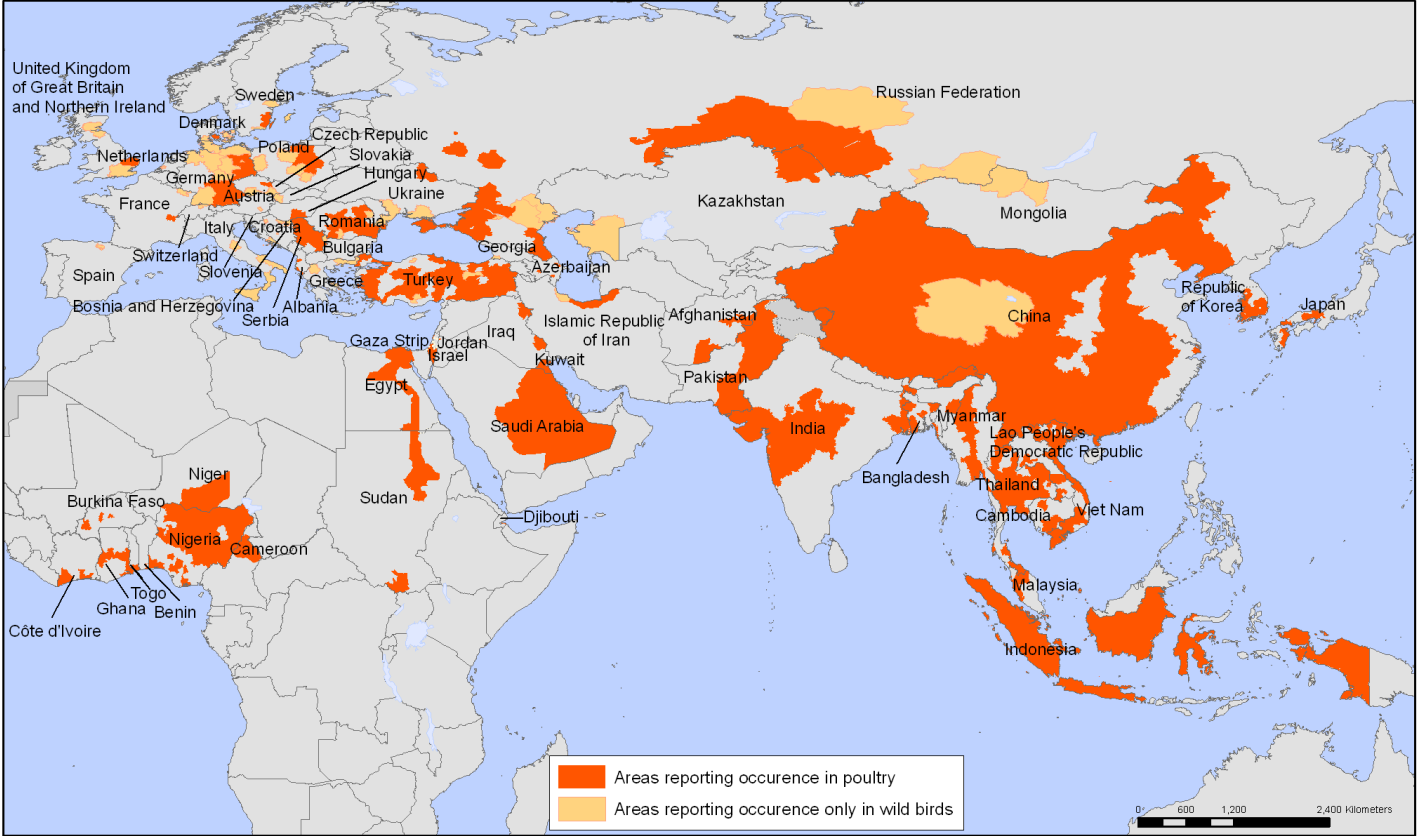 United Kingdom
of Great Britain
and Northern Ireland
Sweden
Denmark
Czech Republic
Netherlands
Poland
Slovakia
Germany
Hungary
Austria
Ukraine
France
Italy
Croatia
Romania
Switzerland
Bulgaria
Slovenia
Spain
Greece
Turkey
Bosnia and Herzegovina
Albania
Serbia
Georgia
Azerbaijan
Russian Federation
Kazakhstan
Mongolia
Republic
of Korea
Japan
China
Afghanistan
Islamic Republic
of Iran
Iraq
Gaza Strip
Jordan
Israel
Kuwait
Egypt
Pakistan
Saudi Arabia
India
Myanmar
Lao People's
Democratic Republic
Bangladesh
Thailand
Viet Nam
Cambodia
Niger
Sudan
Burkina Faso
Djibouti
Nigeria
Cameroon
Togo
Ghana
Benin
Côte d'Ivoire
Malaysia
Indonesia
Areas reporting occurence in poultry
Areas reporting occurence only in wild birds
0 600 1,200 2,400 Kilometers